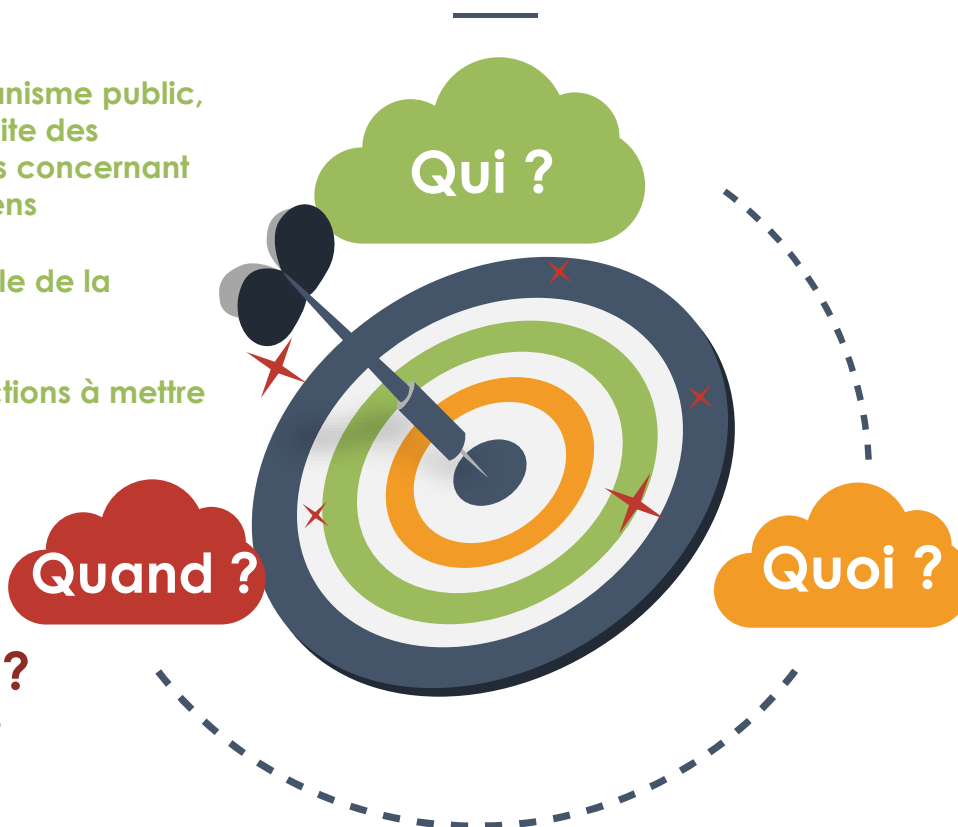 anisme public,
ite des
s concernant
ens
le de la
ctions à mettre
Qui ?
Quand ?
Quoi ?
?